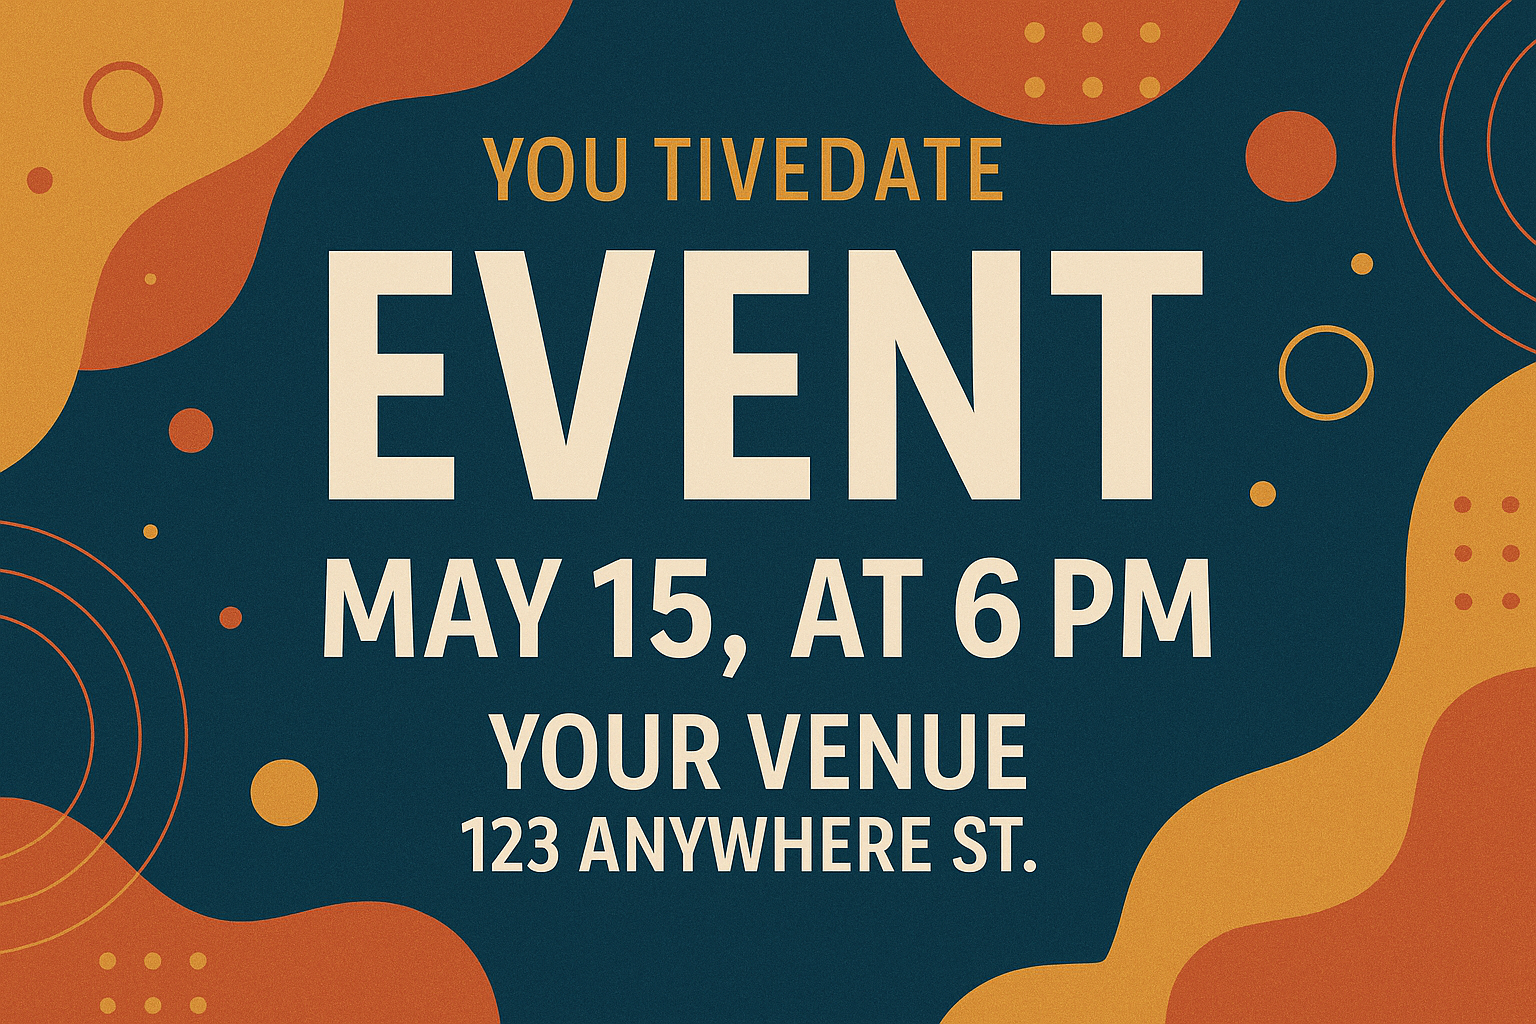 YOU TIVEDATE
EVENT
MAY 15, AT 6 PM
YOUR VENUE
123 ANYWHERE ST.